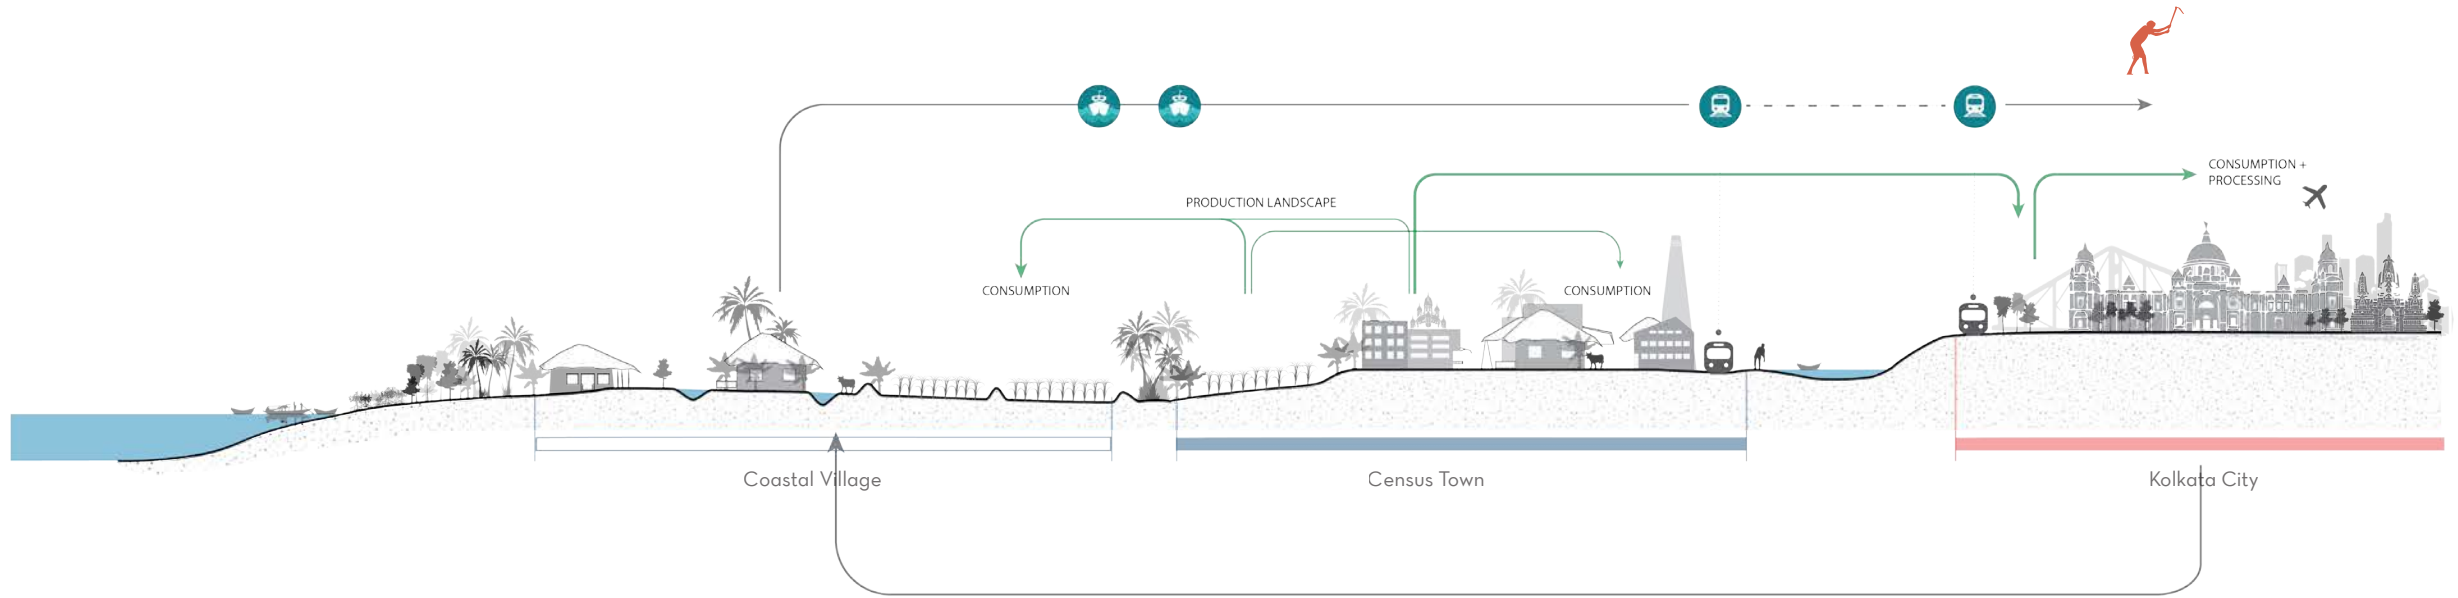 CONSUMPTION +
PROCESSING
PRODUCTION LANDSCAPE
CONSUMPTION
CONSUMPTION
Coastal Village
Census Town
Kolkata City